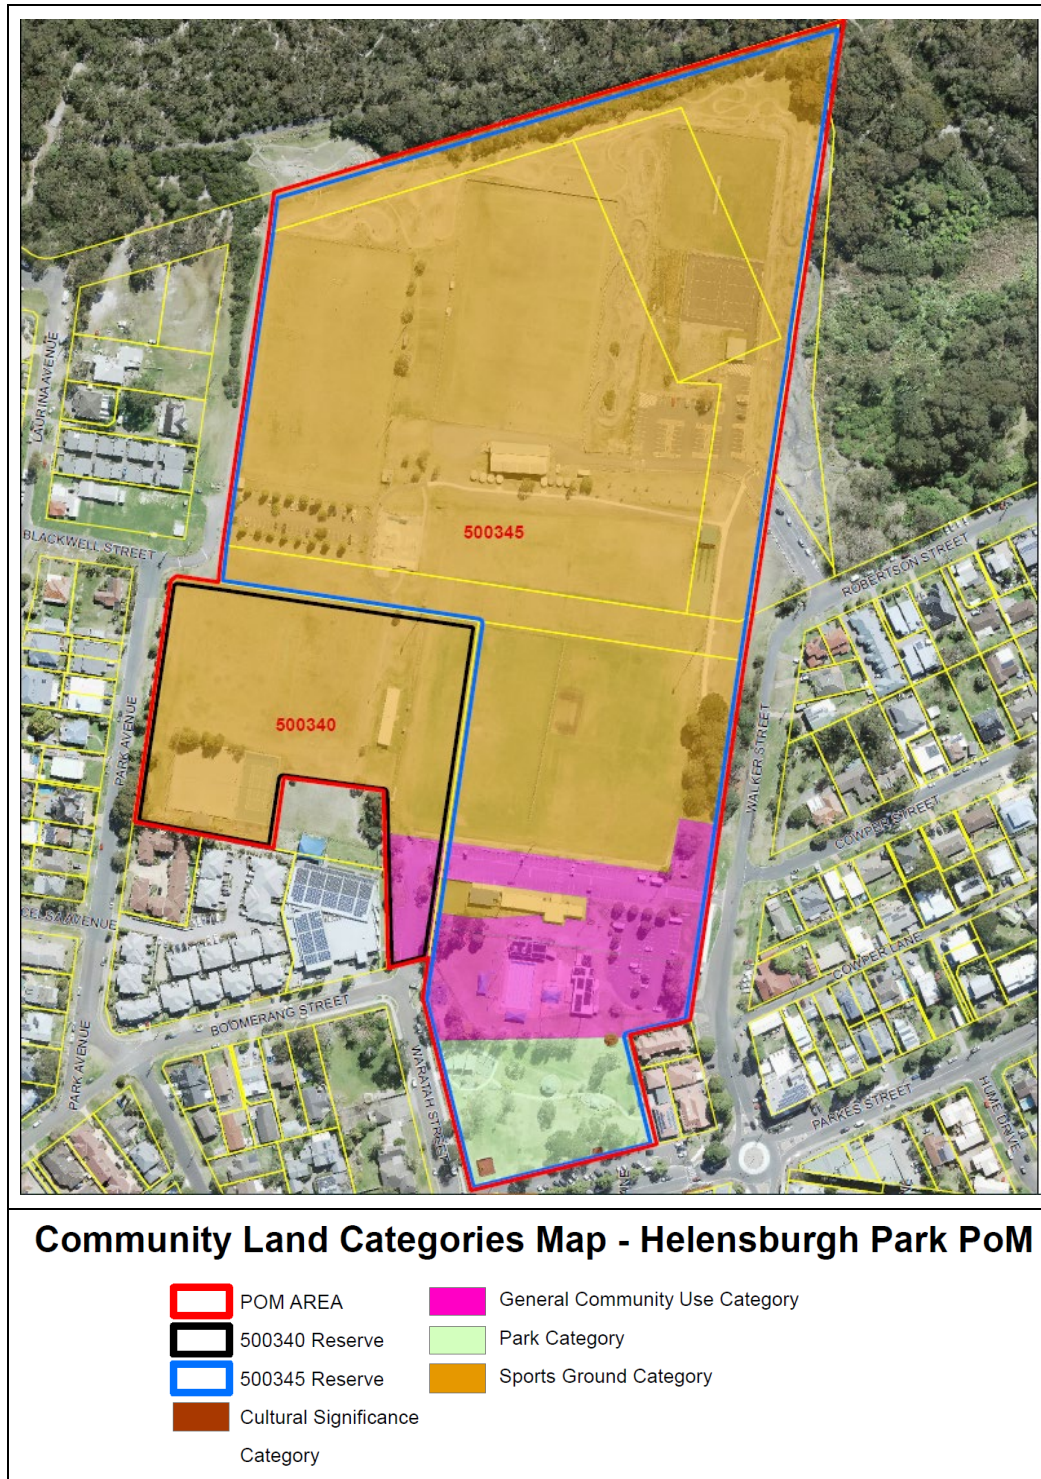 LAURINA AVENUE
BLACKWELL STREET
500345
ROBERTSON STREET
500340
PARK AVENUE
WALKER STREET
COWPER STREET
CELSA AVENUE
COWPER LANE
BOOMERANG STREET
PARK AVENUE
WARATAH STREET
PARKES STREET
HUME DRIVE
Community Land Categories Map - Helensburgh Park PoM
POM AREA
500340 Reserve
500345 Reserve
Cultural Significance
Category
General Community Use Category
Park Category
Sports Ground Category